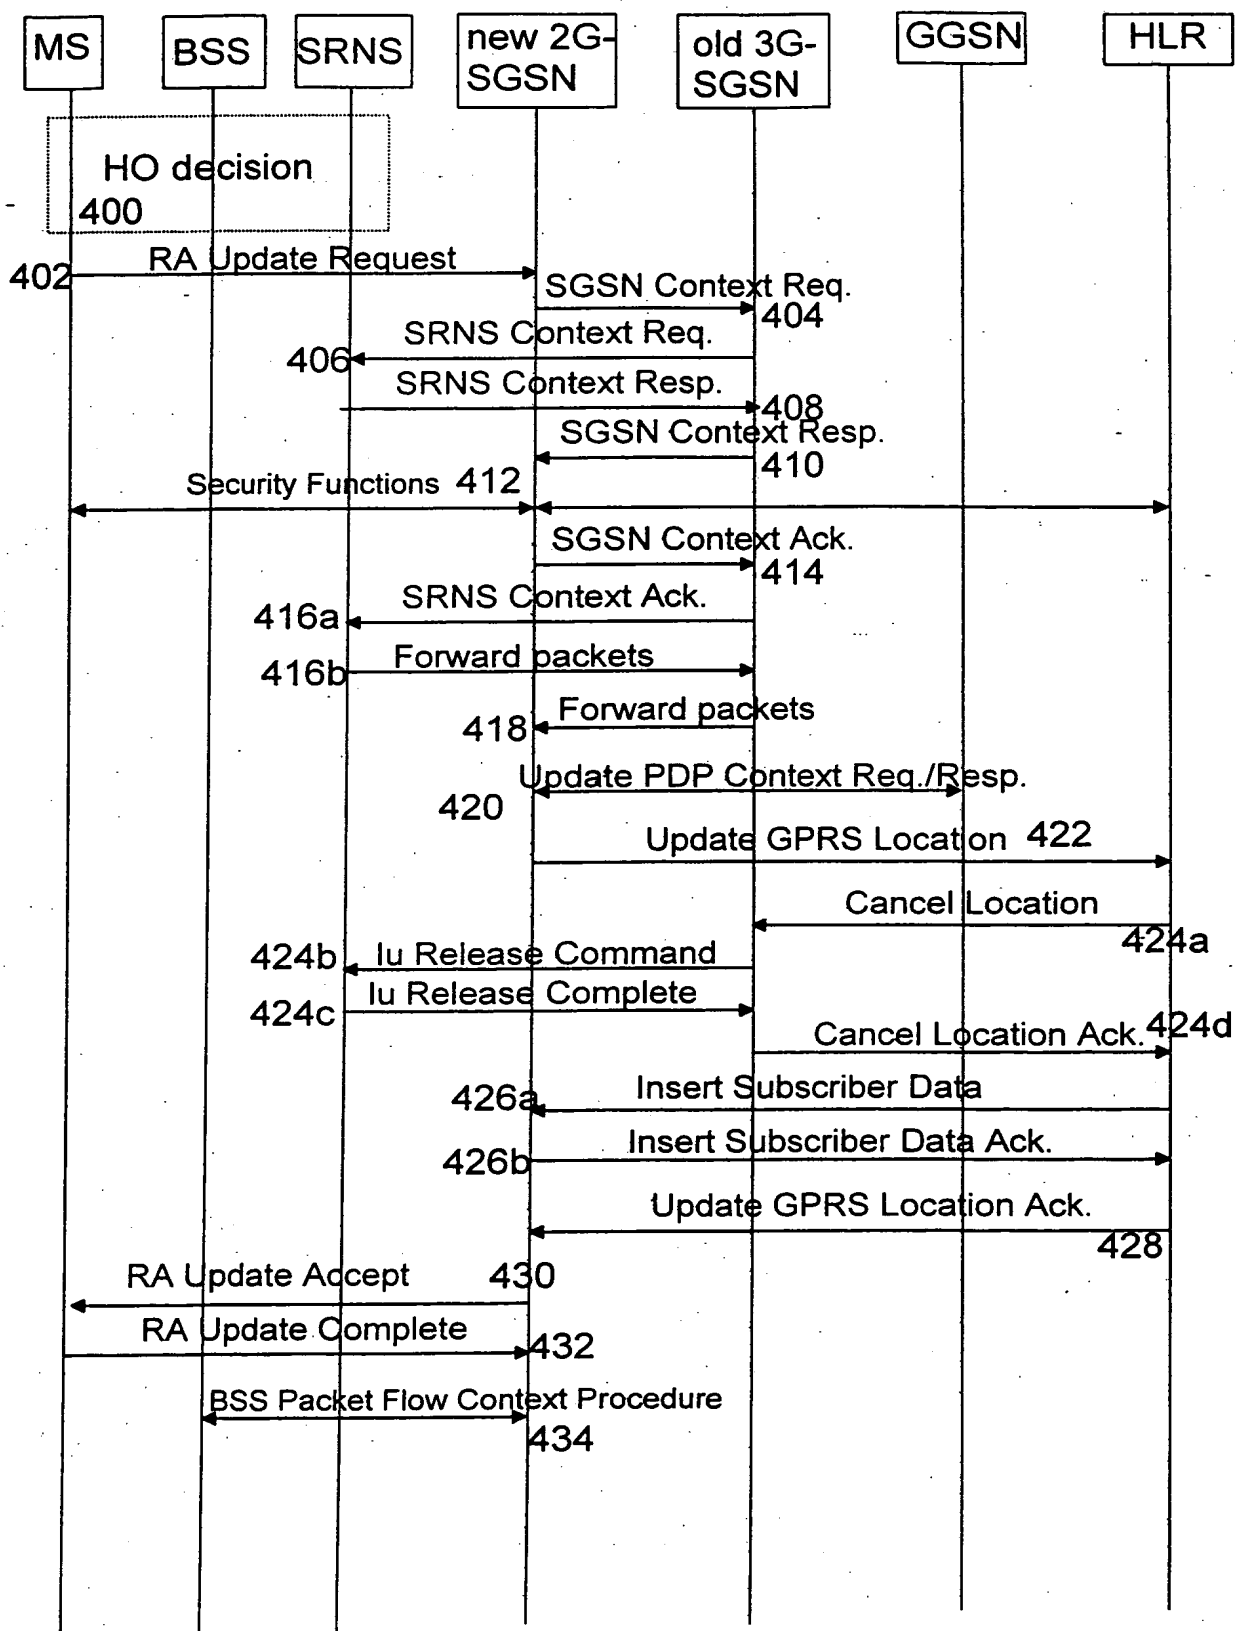 MS
BSS
SRNS
new 2G-
SGSN
old 3G-
SGSN
GGSN
HLR
HO decision
400
RA Update Request
402
SGSN Context Req.
404
SRNS Context Req.
406
SRNS Context Resp.
408
SGSN Context Resp.
410
Security Functions 412
SGSN Context Ack.
414
SRNS Context Ack.
416a
Forward packets
416b
Forward packets
418
Update PDP Context Req./Resp.
420
Update GPRS Location 422
Cancel Location
424a
424b Iu Release Command
Iu Release Complete
424c
Cancel Location Ack. 424d
Insert Subscriber Data
426a
Insert Subscriber Data Ack.
426b
Update GPRS Location Ack.
428
RA Update Accept 430
RA Update Complete
432
BSS Packet Flow Context Procedure
434